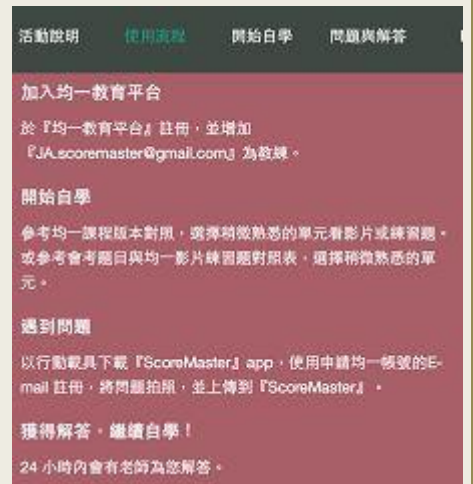 活動說明 使用流程 開始自學 問題與解答
加入均一教育平台
於『均一教育平台』註冊，並增加
『JA.scoremaster@gmail.com』為教練。
開始自學
參考均一課程版本對照，選擇稍微熟悉的單元看影片或練習題。
或參考會考題目與均一影片練習題對照表，選擇稍微熟悉的單
元。
遇到問題
以行動載具下載『ScoreMaster』app，使用申請均一帳號的E-
mail 註冊，將問題拍照，並上傳到『ScoreMaster』。
獲得解答，繼續自學！
24 小時內會有老師為您解答。